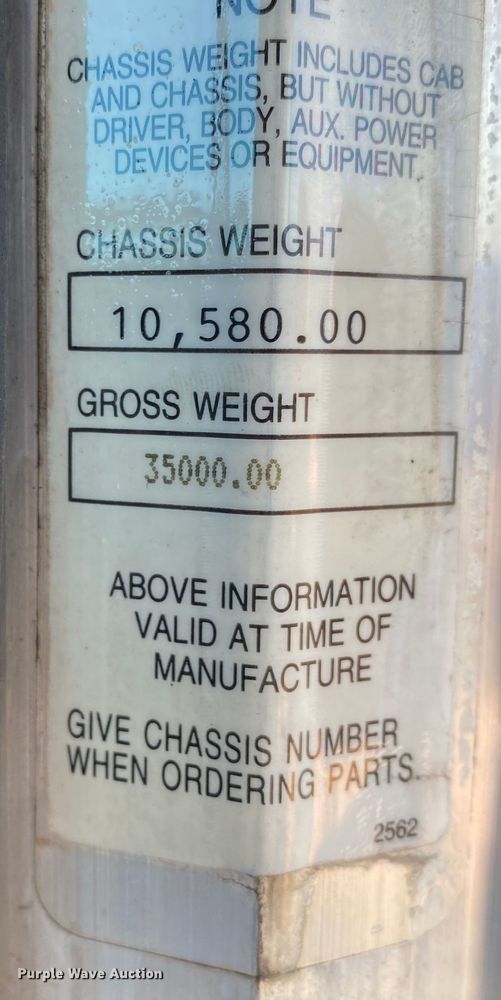 NOTE
CHASSIS WEIGHT INCLUDES CAB
AND CHASSIS, BUT WITHOUT
DRIVER, BODY, AUX. POWER
DEVICES OR EQUIPMENT.
CHASSIS WEIGHT
10,580.00
GROSS WEIGHT
35000.00
ABOVE INFORMATION
VALID AT TIME OF
MANUFACTURE
GIVE CHASSIS NUMBER
WHEN ORDERING PARTS.
2562
Purple Wave Auction